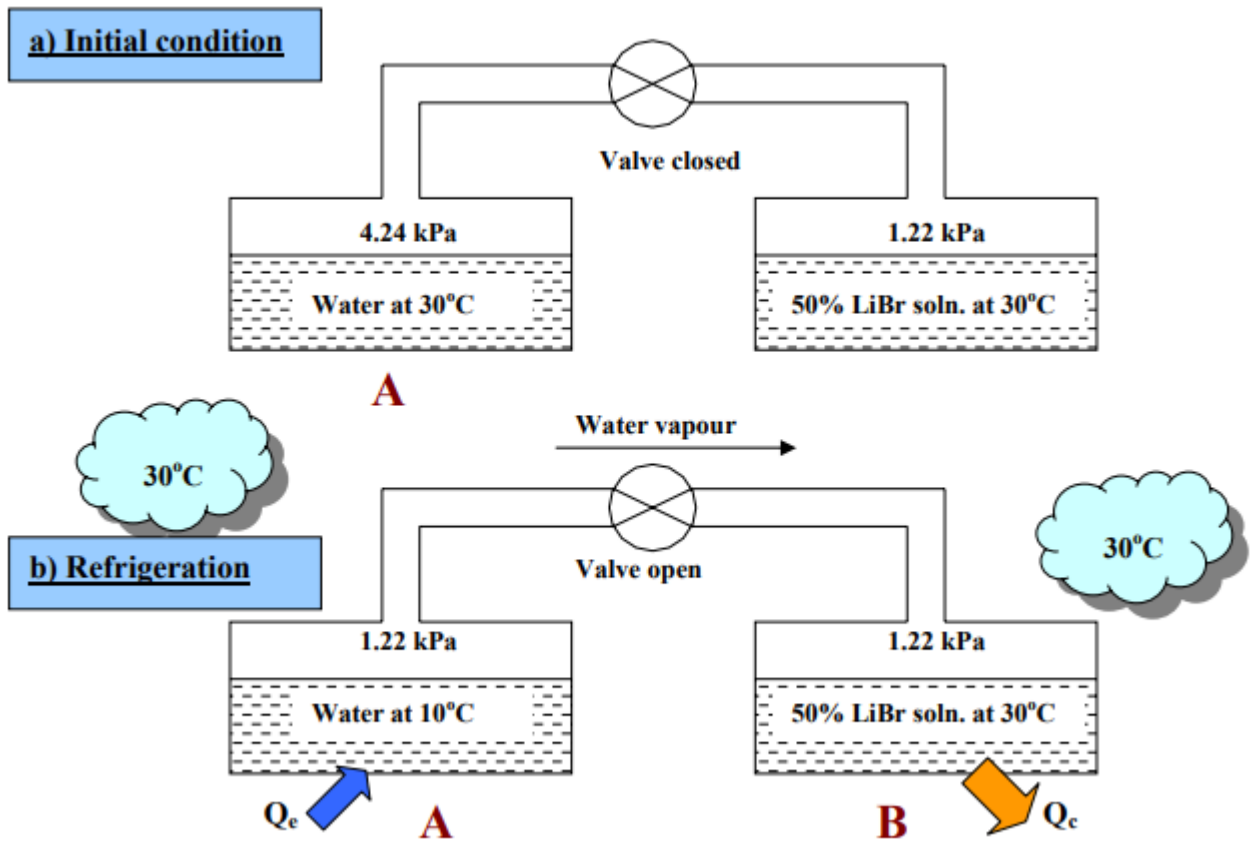 a) Initial condition
Valve closed
4.24 kPa
1.22 kPa
Water at 30°C
50% LiBr soln. at 30°C
A
Water vapour
30°C
30°C
b) Refrigeration
Valve open
1.22 kPa
1.22 kPa
Water at 10°C
50% LiBr soln. at 30°C
Qe
A
B
Qc